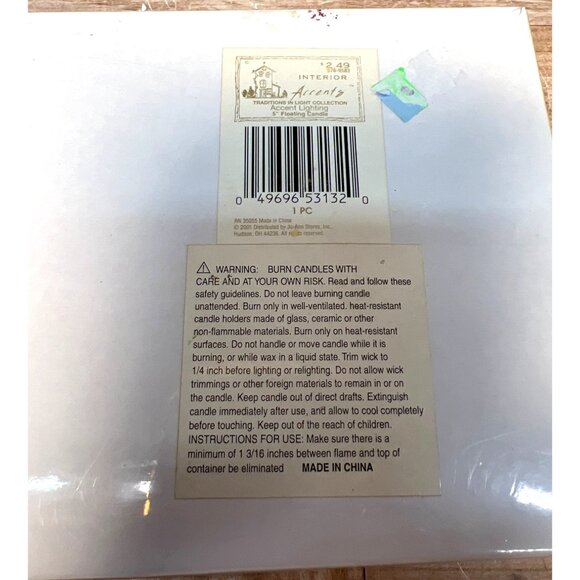 $2.49
INTERIOR
Accents™
TRADITIONS IN LIGHT COLLECTION
Accent Lighting
5" Floating Candle
0 49696 53132 0
1 PC
RN 35055 Made in China
© 2001 Distributed by Jo-Ann Stores, Inc.,
Hudson, OH 44236. All rights reserved.
⚠ WARNING: BURN CANDLES WITH
CARE AND AT YOUR OWN RISK. Read and follow these
safety guidelines. Do not leave burning candle
unattended. Burn only in well-ventilated. heat-resistant
candle holders made of glass, ceramic or other
non-flammable materials. Burn only on heat-resistant
surfaces. Do not handle or move candle while it is
burning, or while wax in a liquid state. Trim wick to
1/4 inch before lighting or relighting. Do not allow wick
trimmings or other foreign materials to remain in or on
the candle. Keep candle out of direct drafts. Extinguish
candle immediately after use, and allow to cool completely
before touching. Keep out of the reach of children.
INSTRUCTIONS FOR USE: Make sure there is a
minimum of 1 3/16 inches between flame and top of
container be eliminated MADE IN CHINA